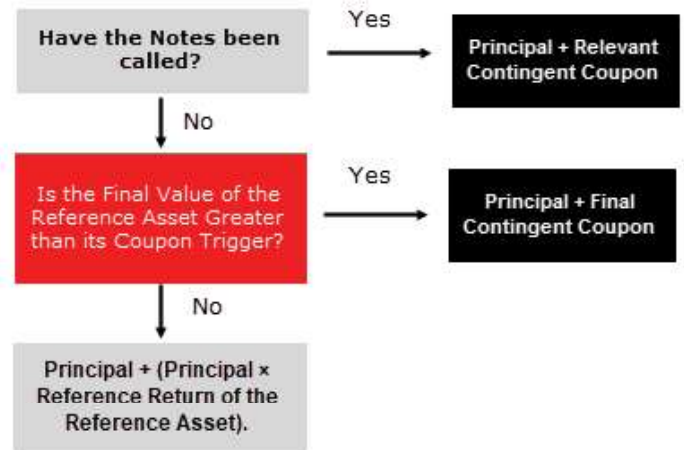 Have the Notes been
called?
Yes
Principal + Relevant
Contingent Coupon
No
Is the Final Value of the
Reference Asset Greater
than its Coupon Trigger?
Yes
Principal + Final
Contingent Coupon
No
Principal + (Principal ×
Reference Return of the
Reference Asset).